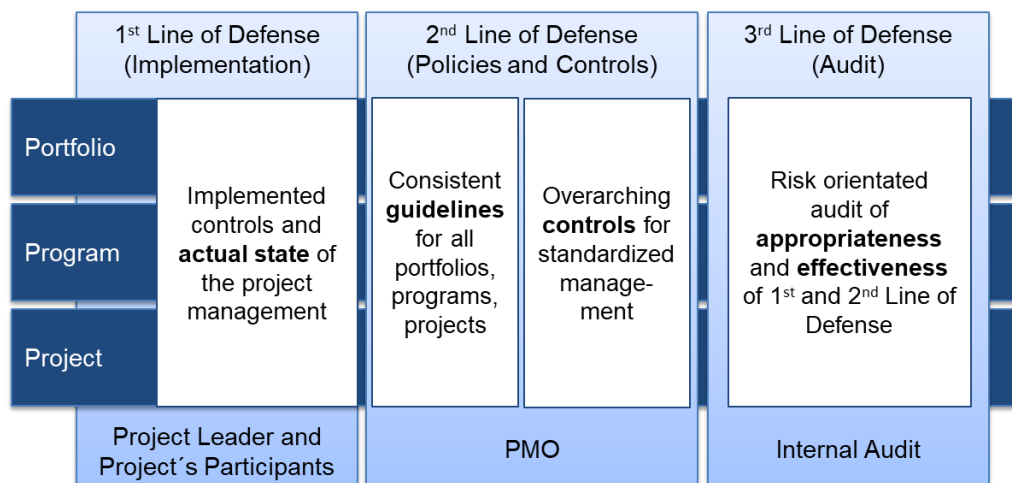 1st Line of Defense
(Implementation)
2nd Line of Defense
(Policies and Controls)
3rd Line of Defense
(Audit)
Portfolio
Program
Project
Implemented
controls and
actual state of
the project
management
Consistent
guidelines
for all
portfolios,
programs,
projects
Overarching
controls for
standardized
manage-
ment
Risk orientated
audit of
appropriateness
and effectiveness
of 1st and 2nd Line of
Defense
Project Leader and
Project´s Participants
PMO
Internal Audit